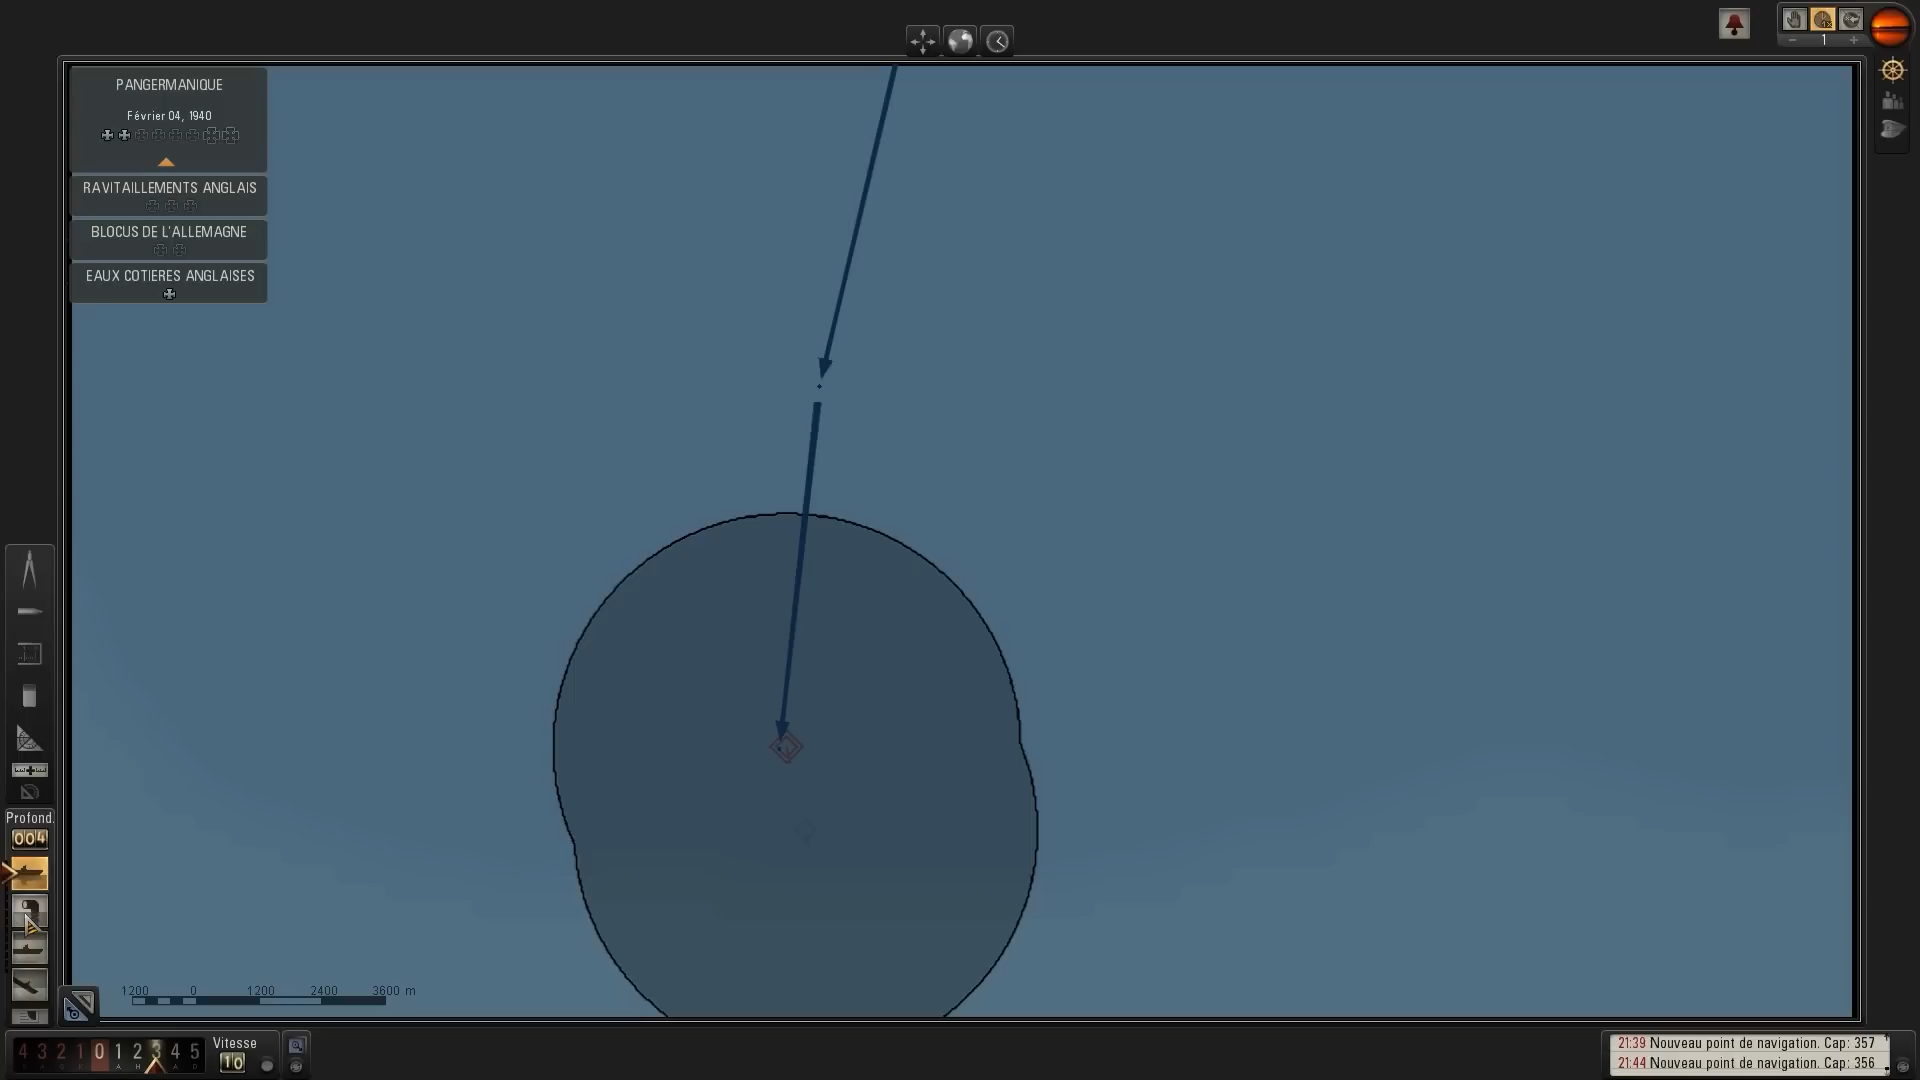 1
PANGERMANIQUE
Février 04, 1940
RAVITAILLEMENTS ANGLAIS
BLOCUS DE L'ALLEMAGNE
EAUX COTIERES ANGLAISES
Profond.
004
1200 0 1200 2400 3600 m
4 3 2 1 0 1 2 3 4 5
Vitesse
10
21:39 Nouveau point de navigation. Cap: 357
21:44 Nouveau point de navigation. Cap: 356